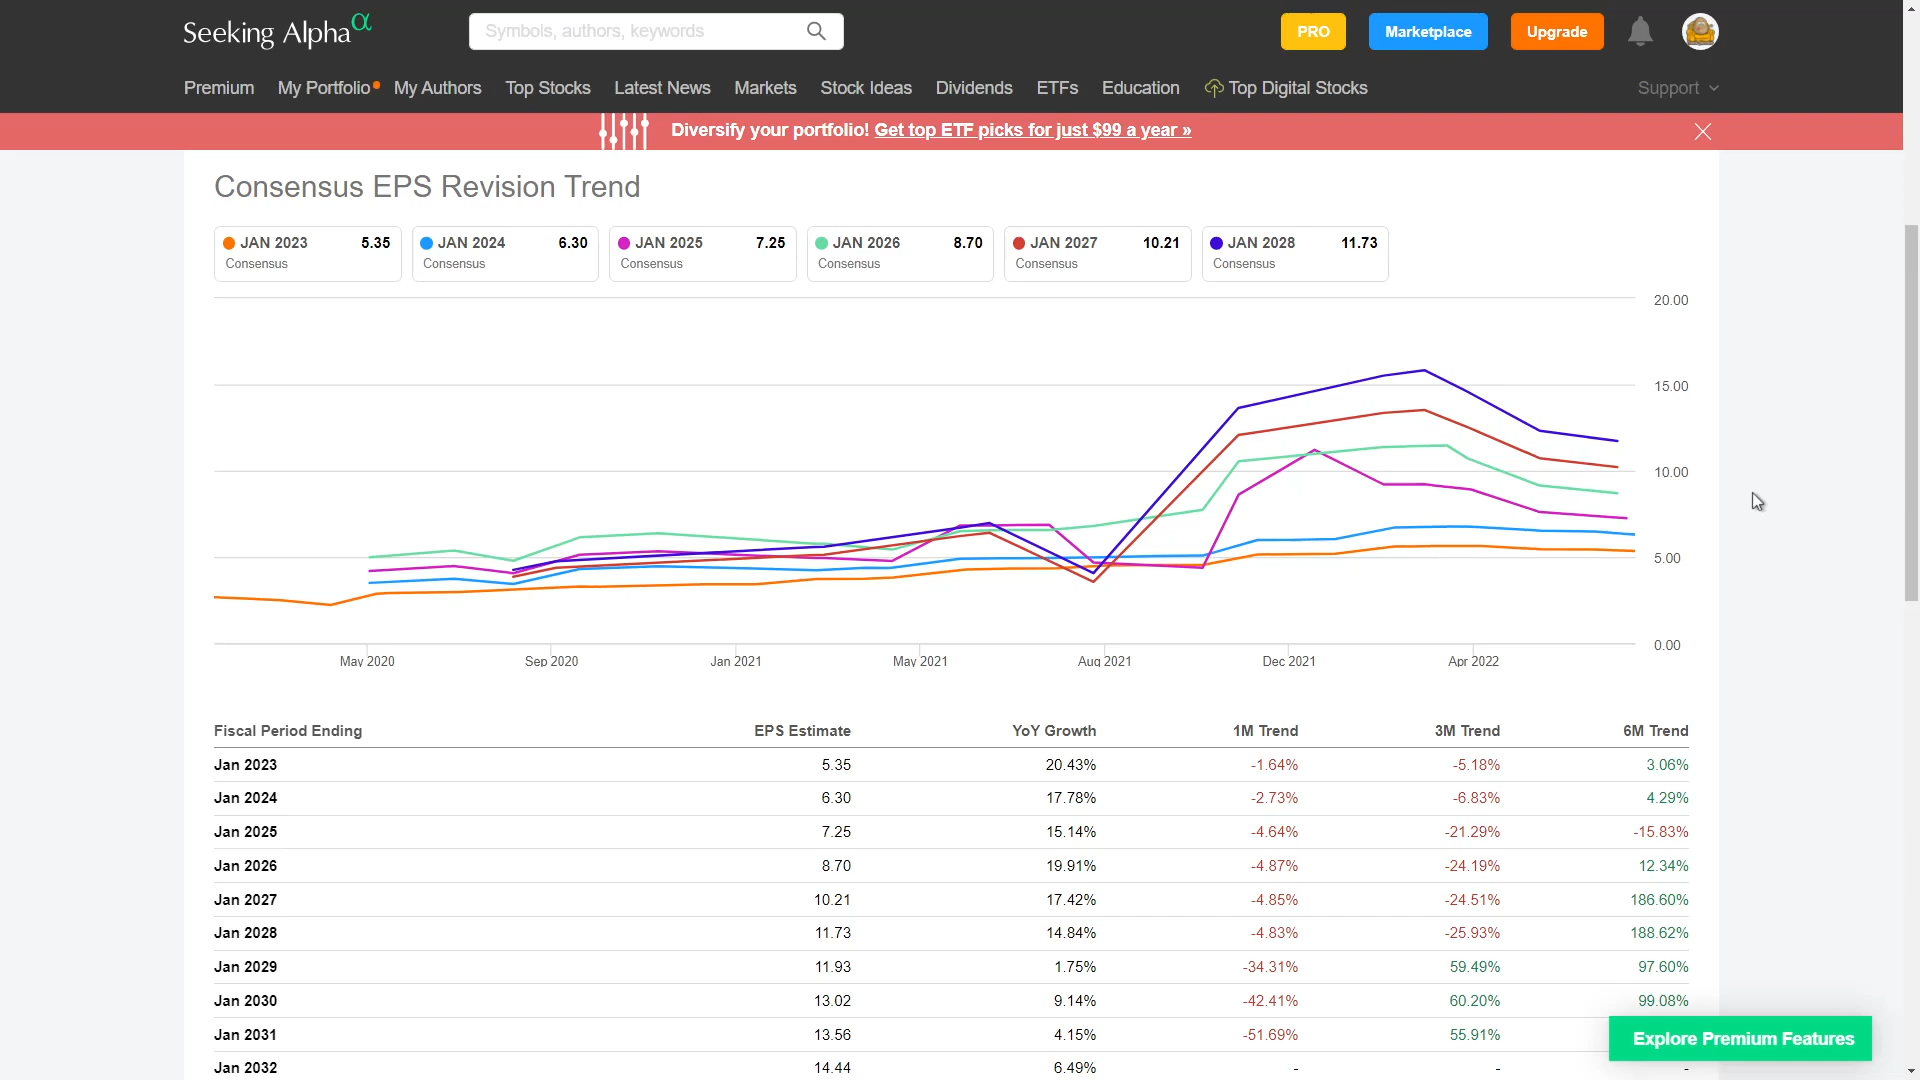 Seeking Alpha α
Symbols, authors, keywords
PRO
Marketplace
Upgrade
Premium My Portfolio My Authors Top Stocks Latest News Markets Stock Ideas Dividends ETFs Education Top Digital Stocks Support
Diversify your portfolio! Get top ETF picks for just $99 a year »
Consensus EPS Revision Trend
JAN 2023 5.35 JAN 2024 6.30 JAN 2025 7.25 JAN 2026 8.70 JAN 2027 10.21 JAN 2028 11.73
Consensus Consensus Consensus Consensus Consensus Consensus
20.00
15.00
10.00
5.00
0.00
May 2020 Sep 2020 Jan 2021 May 2021 Aug 2021 Dec 2021 Apr 2022
Fiscal Period Ending EPS Estimate YoY Growth 1M Trend 3M Trend 6M Trend
Jan 2023 5.35 20.43% -1.64% -5.18% 3.06%
Jan 2024 6.30 17.78% -2.73% -6.83% 4.29%
Jan 2025 7.25 15.14% -4.64% -21.29% -15.83%
Jan 2026 8.70 19.91% -4.87% -24.19% 12.34%
Jan 2027 10.21 17.42% -4.85% -24.51% 186.60%
Jan 2028 11.73 14.84% -4.83% -25.93% 188.62%
Jan 2029 11.93 1.75% -34.31% 59.49% 97.60%
Jan 2030 13.02 9.14% -42.41% 60.20% 99.08%
Jan 2031 13.56 4.15% -51.69% 55.91%
Jan 2032 14.44 6.49% - - -
Explore Premium Features